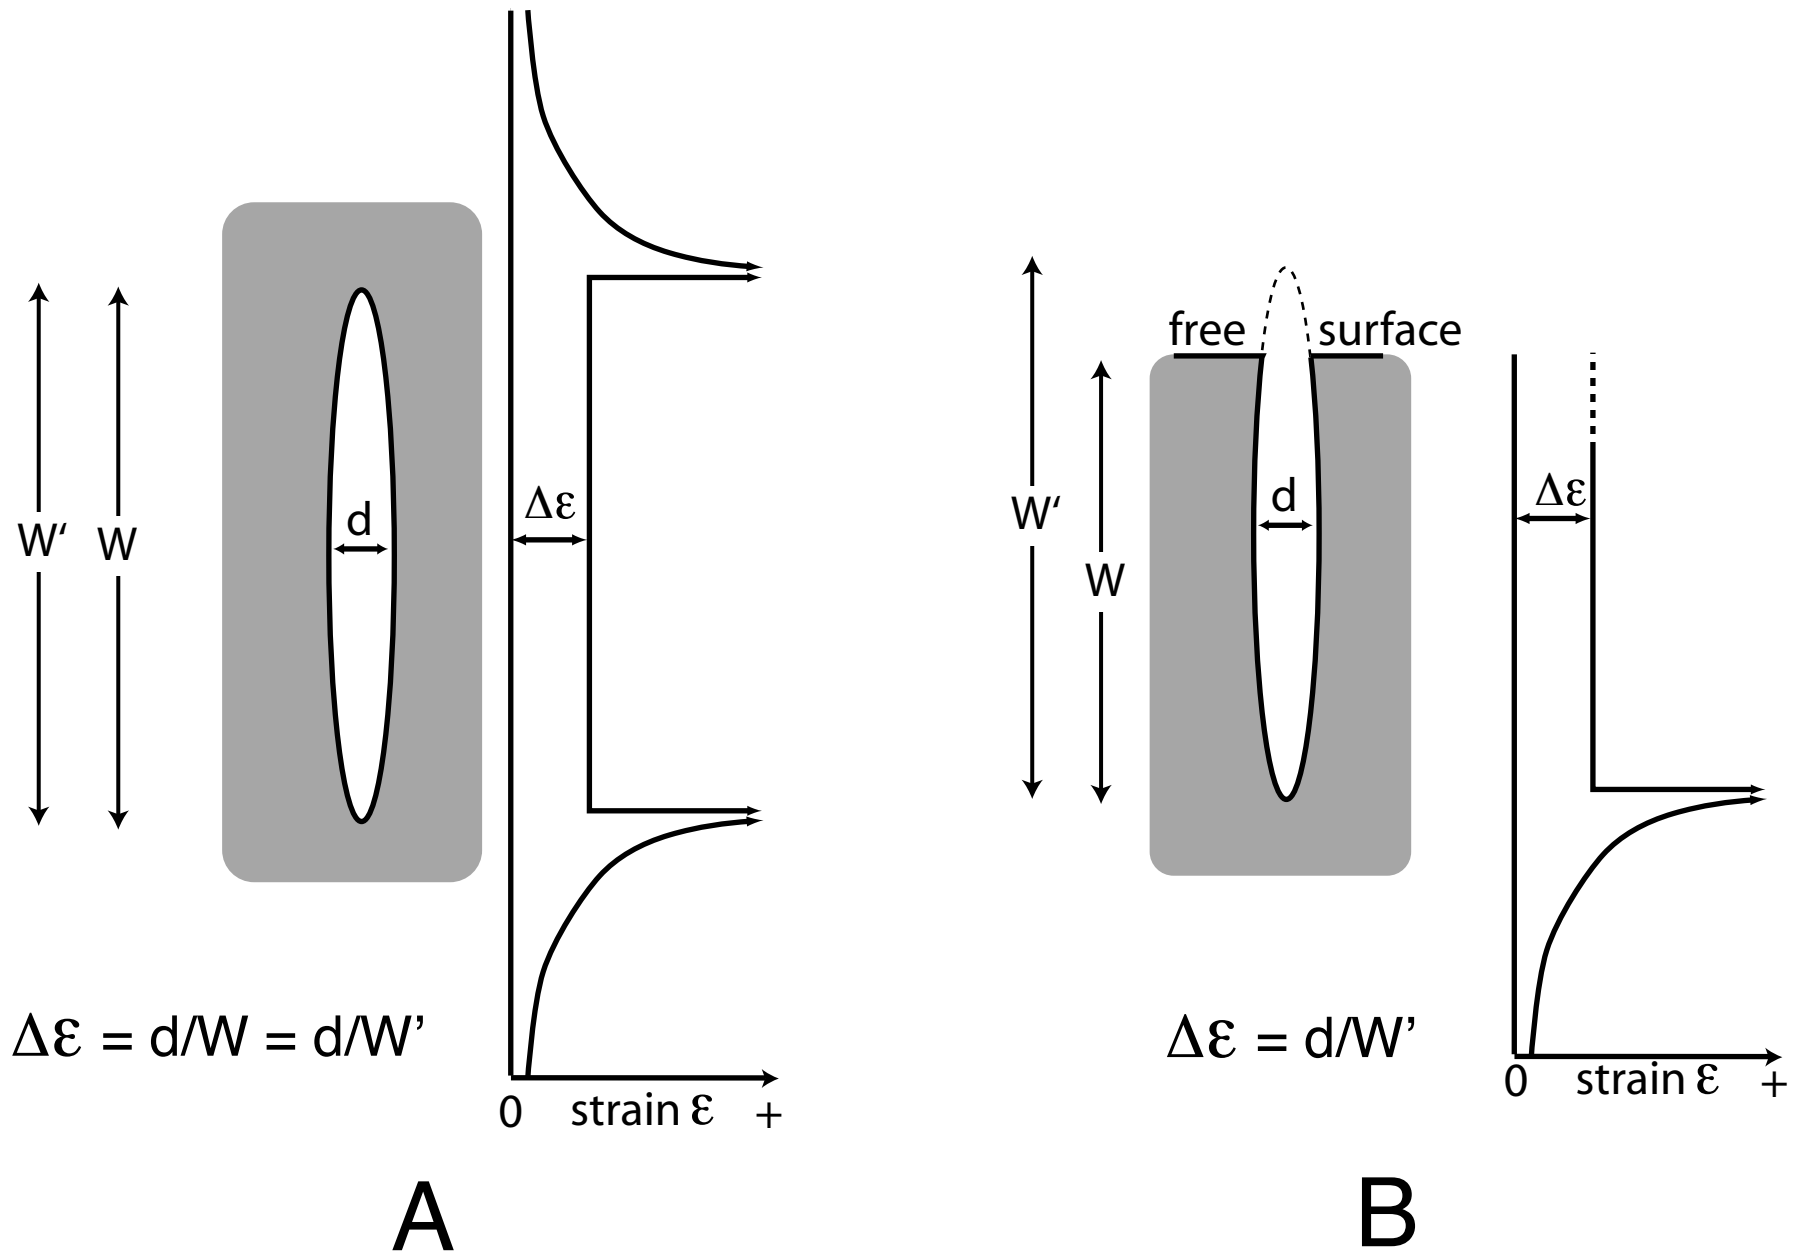 W‘
W
d
Δε
Δε = d/W = d/W’
0
strain ε
+
A
free
surface
W‘
W
d
Δε
Δε = d/W’
0
strain ε
+
B